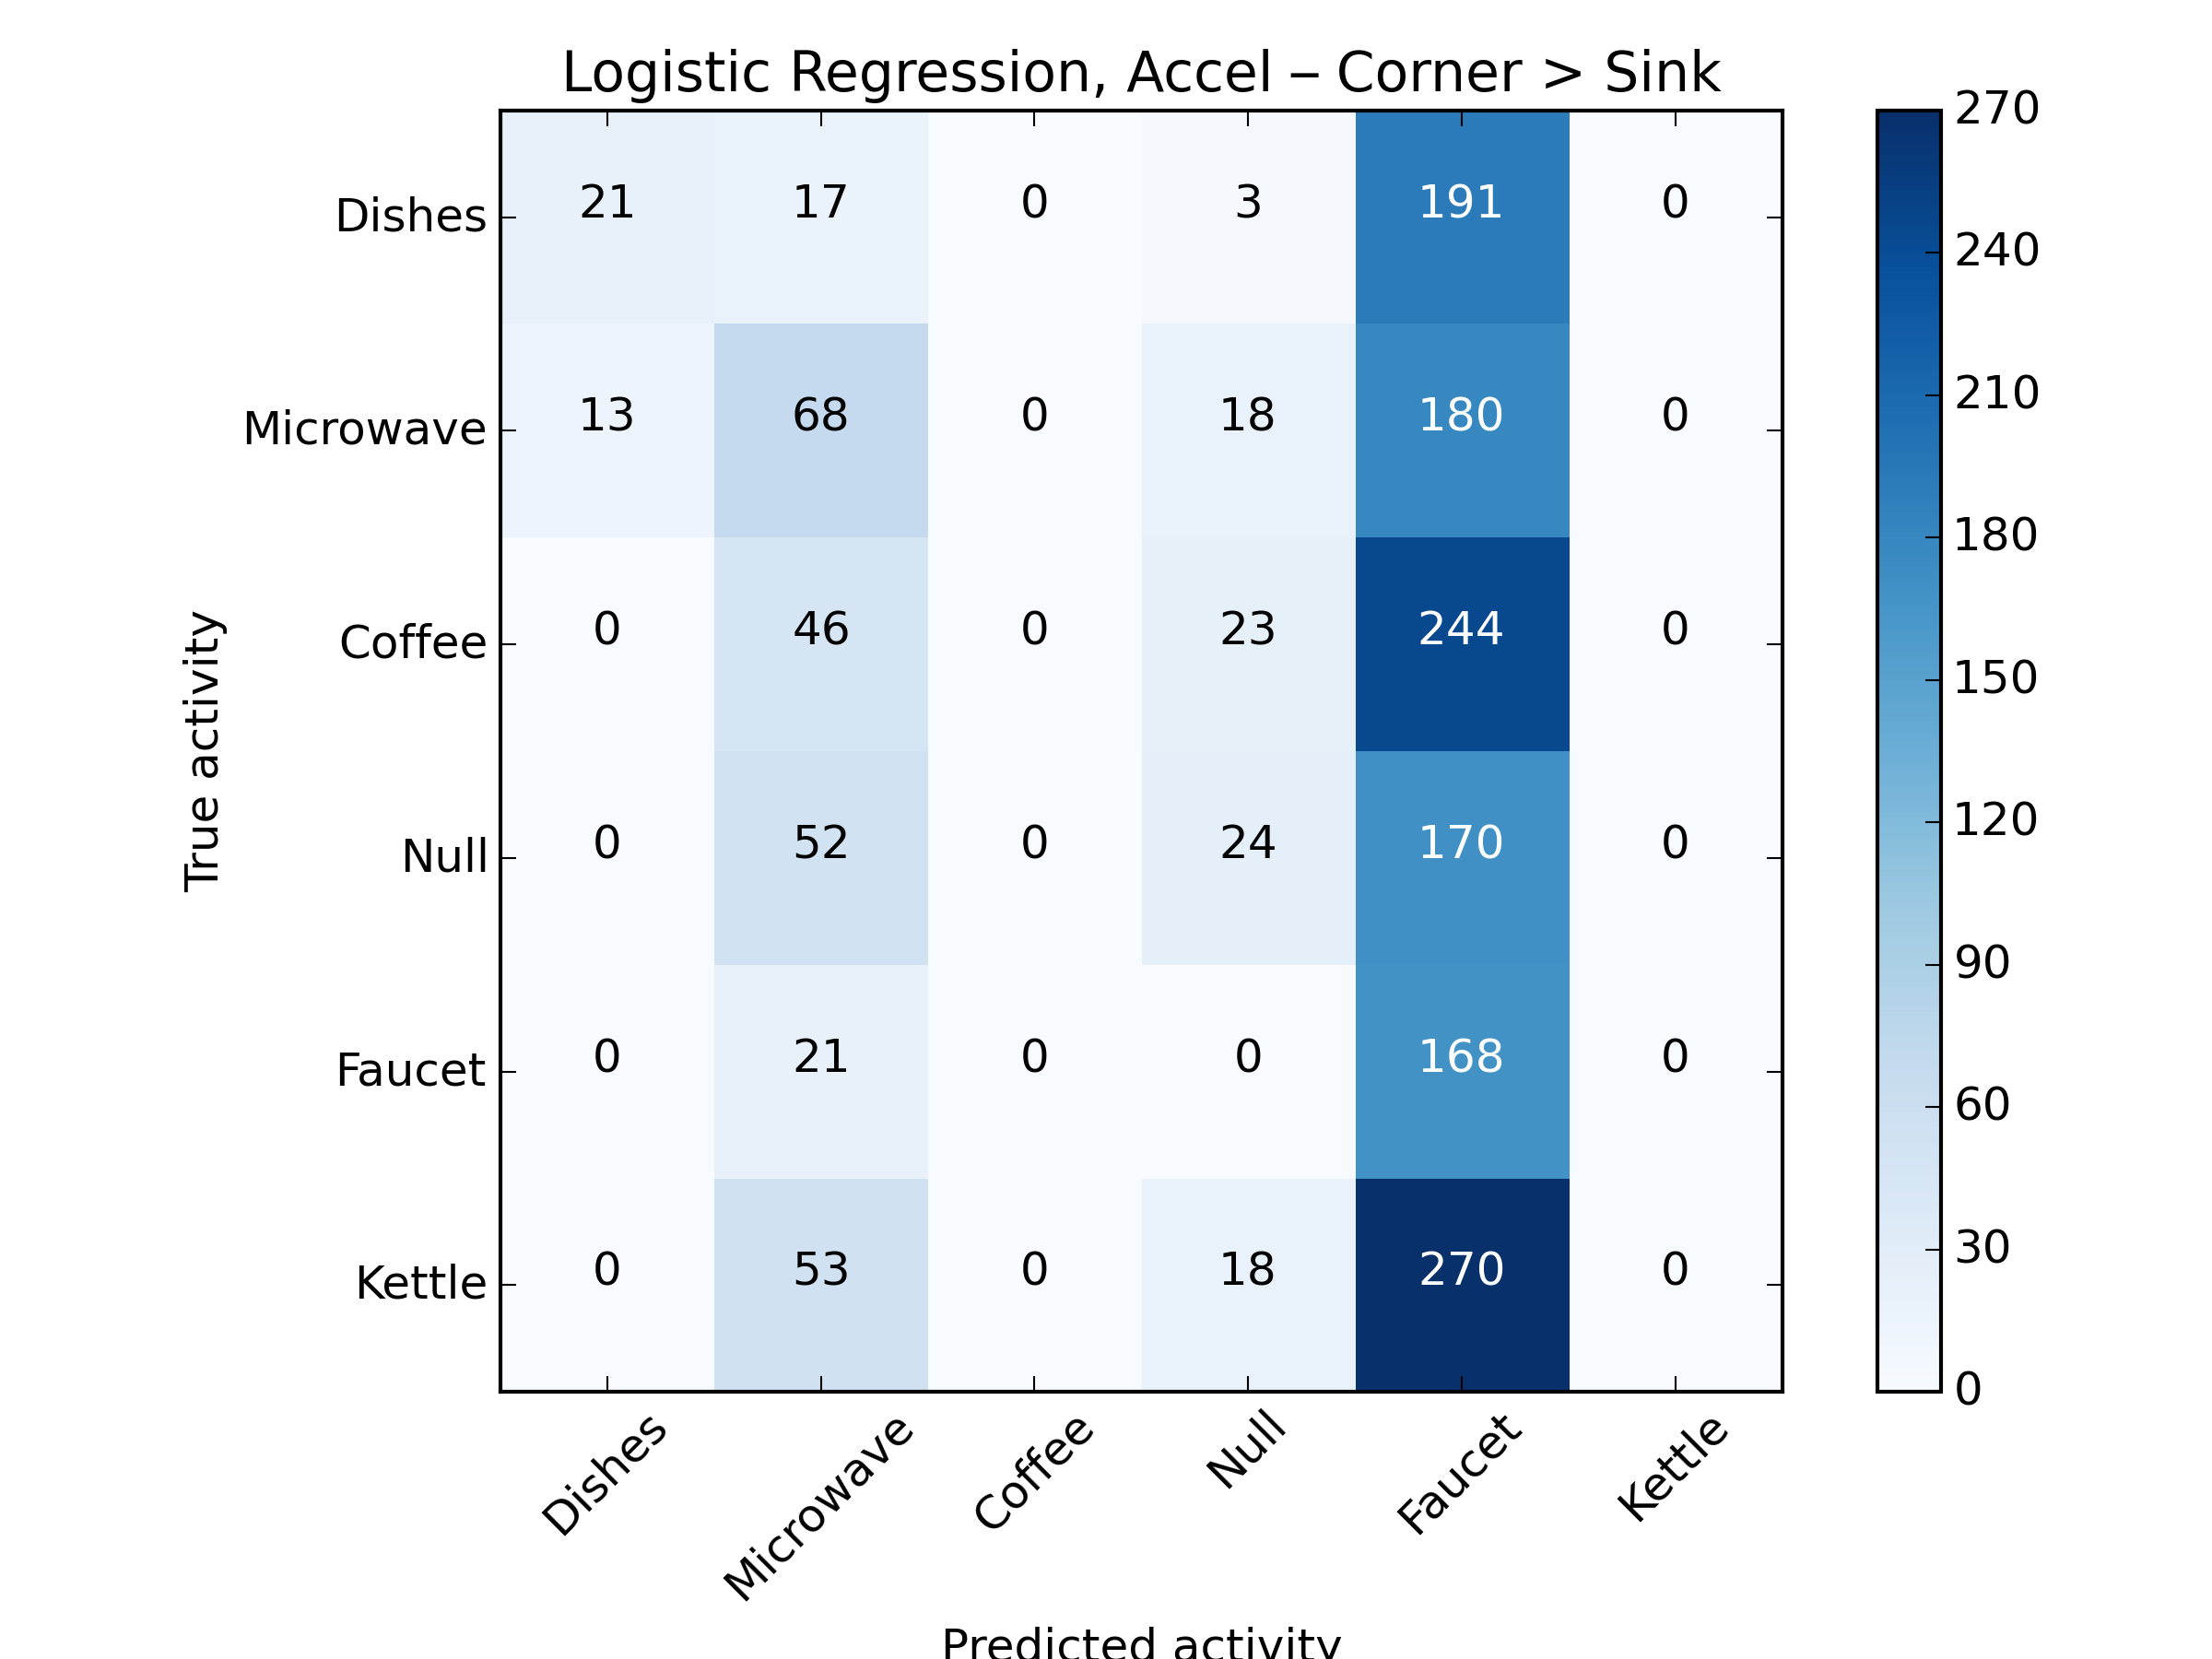 Logistic Regression, Accel – Corner > Sink
Dishes 21 17 0 3 191 0
Microwave 13 68 0 18 180 0
Coffee 0 46 0 23 244 0
Null 0 52 0 24 170 0
Faucet 0 21 0 0 168 0
Kettle 0 53 0 18 270 0
True activity
Dishes Microwave Coffee Null Faucet Kettle
Predicted activity
270
240
210
180
150
120
90
60
30
0